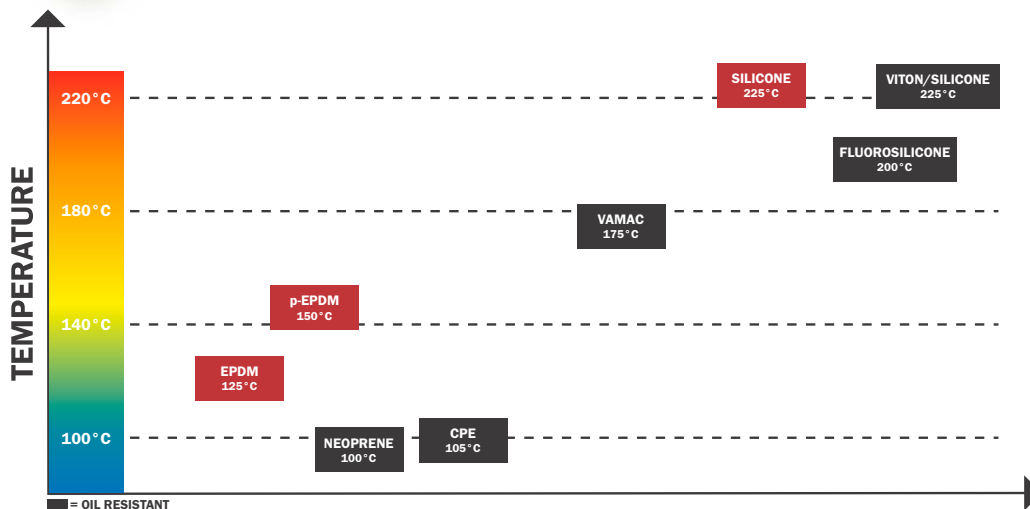 SILICONE
225°C
VITON/SILICONE
225°C
220°C
FLUOROSILICONE
200°C
TEMPERATURE
180°C
VAMAC
175°C
p-EPDM
150°C
140°C
EPDM
125°C
100°C
NEOPRENE
100°C
CPE
105°C
= OIL RESISTANT